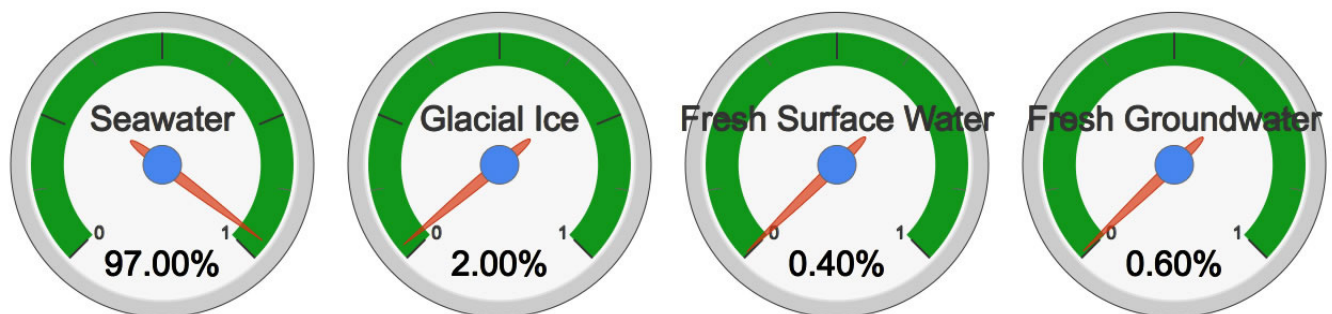 Seawater
0 1
97.00%
Glacial Ice
0 1
2.00%
Fresh Surface Water
0 1
0.40%
Fresh Groundwater
0 1
0.60%